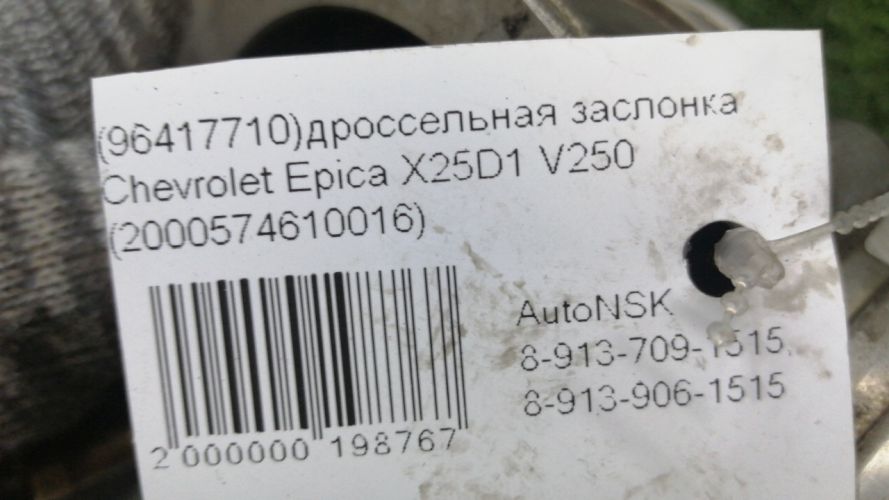 (96417710)дроссельная заслонка
Chevrolet Epica X25D1 V250
(2000574610016)
AutoNSK
8-913-709-1515,
8-913-906-1515
2 000000 198767